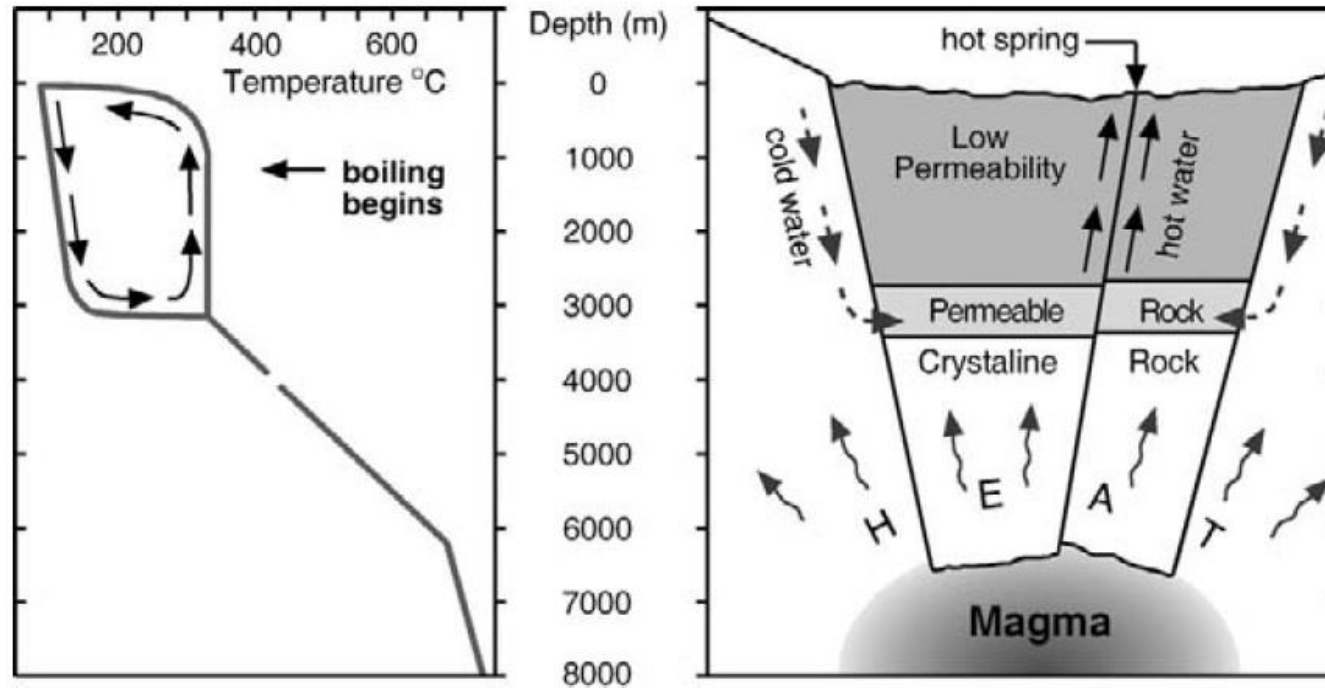 200 400 600
Temperature °C
boiling
begins
Depth (m)
0
1000
2000
3000
4000
5000
6000
7000
8000
hot spring
cold water
Low
Permeability
hot water
Permeable Rock
Crystaline Rock
H E A T
Magma